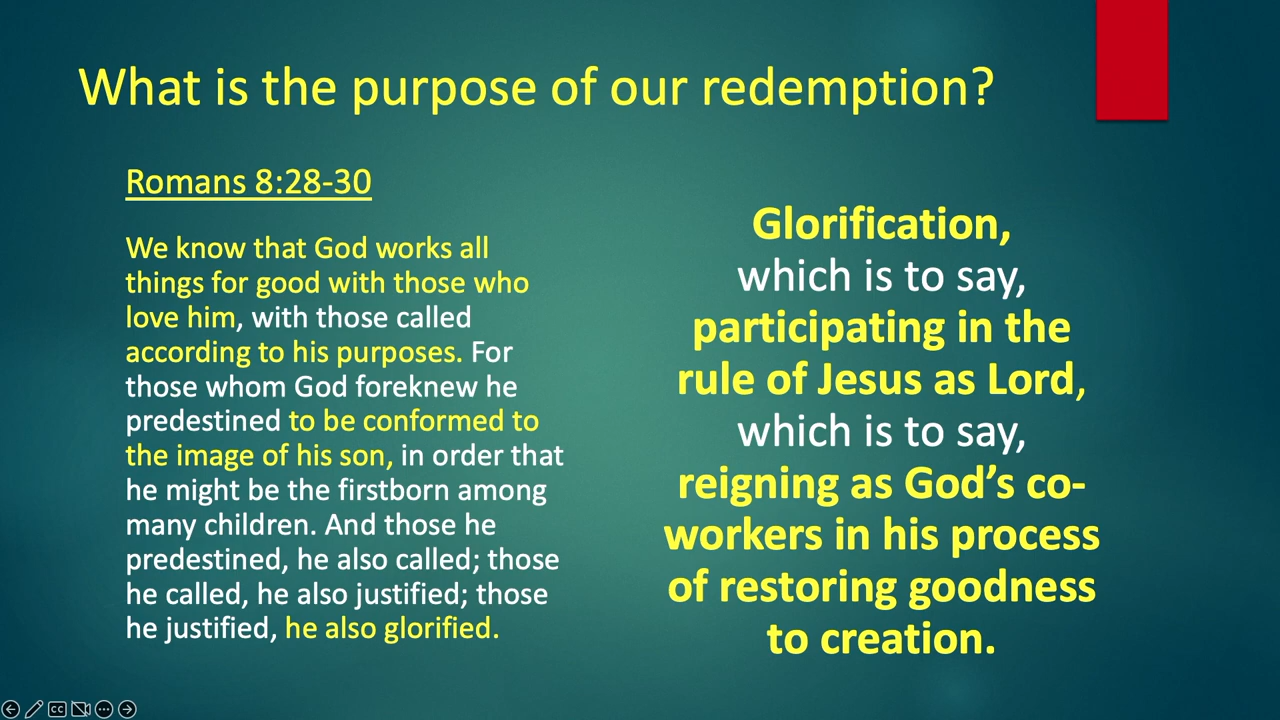 What is the purpose of our redemption?
Romans 8:28-30
We know that God works all
things for good with those who
love him, with those called
according to his purposes. For
those whom God foreknew he
predestined to be conformed to
the image of his son, in order that
he might be the firstborn among
many children. And those he
predestined, he also called; those
he called, he also justified; those
he justified, he also glorified.
Glorification,
which is to say,
participating in the
rule of Jesus as Lord,
which is to say,
reigning as God’s co-
workers in his process
of restoring goodness
to creation.
CC